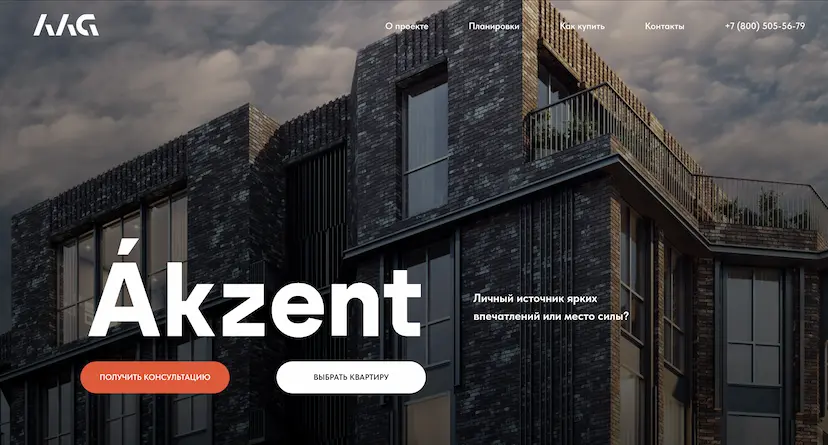 AAG
О проекте
Планировки
Как купить
Контакты
+7 (800) 505-56-79
Ákzent
Личный источник ярких
впечатлений или место силы?
ПОЛУЧИТЬ КОНСУЛЬТАЦИЮ
ВЫБРАТЬ КВАРТИРУ